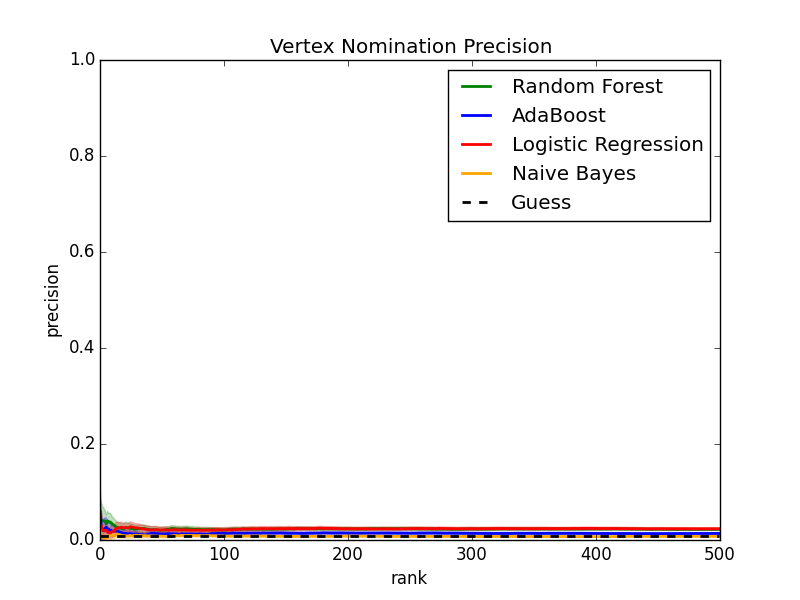 Vertex Nomination Precision
1.0
0.8
0.6
0.4
0.2
0.0
precision
Random Forest
AdaBoost
Logistic Regression
Naive Bayes
Guess
0 100 200 300 400 500
rank